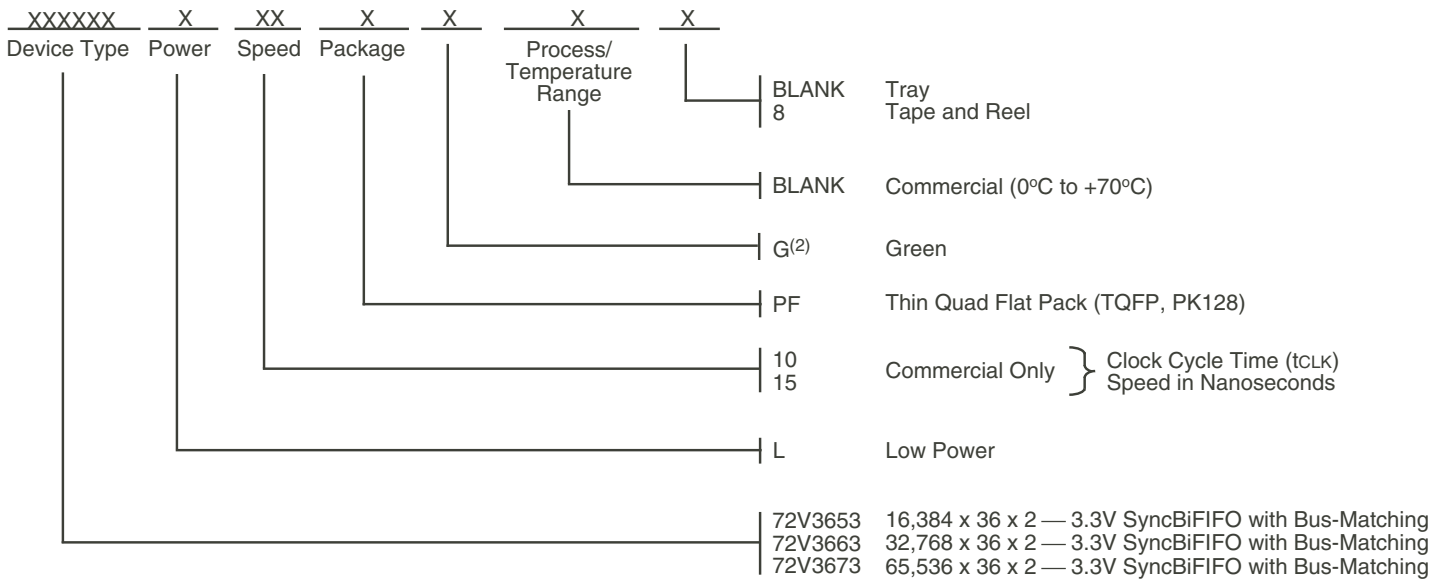 XXXXXX X XX X X X X
Device Type Power Speed Package Process/
Temperature
Range
BLANK Tray
8 Tape and Reel
BLANK Commercial (0ºC to +70ºC)
G(2) Green
PF Thin Quad Flat Pack (TQFP, PK128)
10
15
Commercial Only } Clock Cycle Time (tCLK)
Speed in Nanoseconds
L Low Power
72V3653 16,384 x 36 x 2 — 3.3V SyncBiFIFO with Bus-Matching
72V3663 32,768 x 36 x 2 — 3.3V SyncBiFIFO with Bus-Matching
72V3673 65,536 x 36 x 2 — 3.3V SyncBiFIFO with Bus-Matching